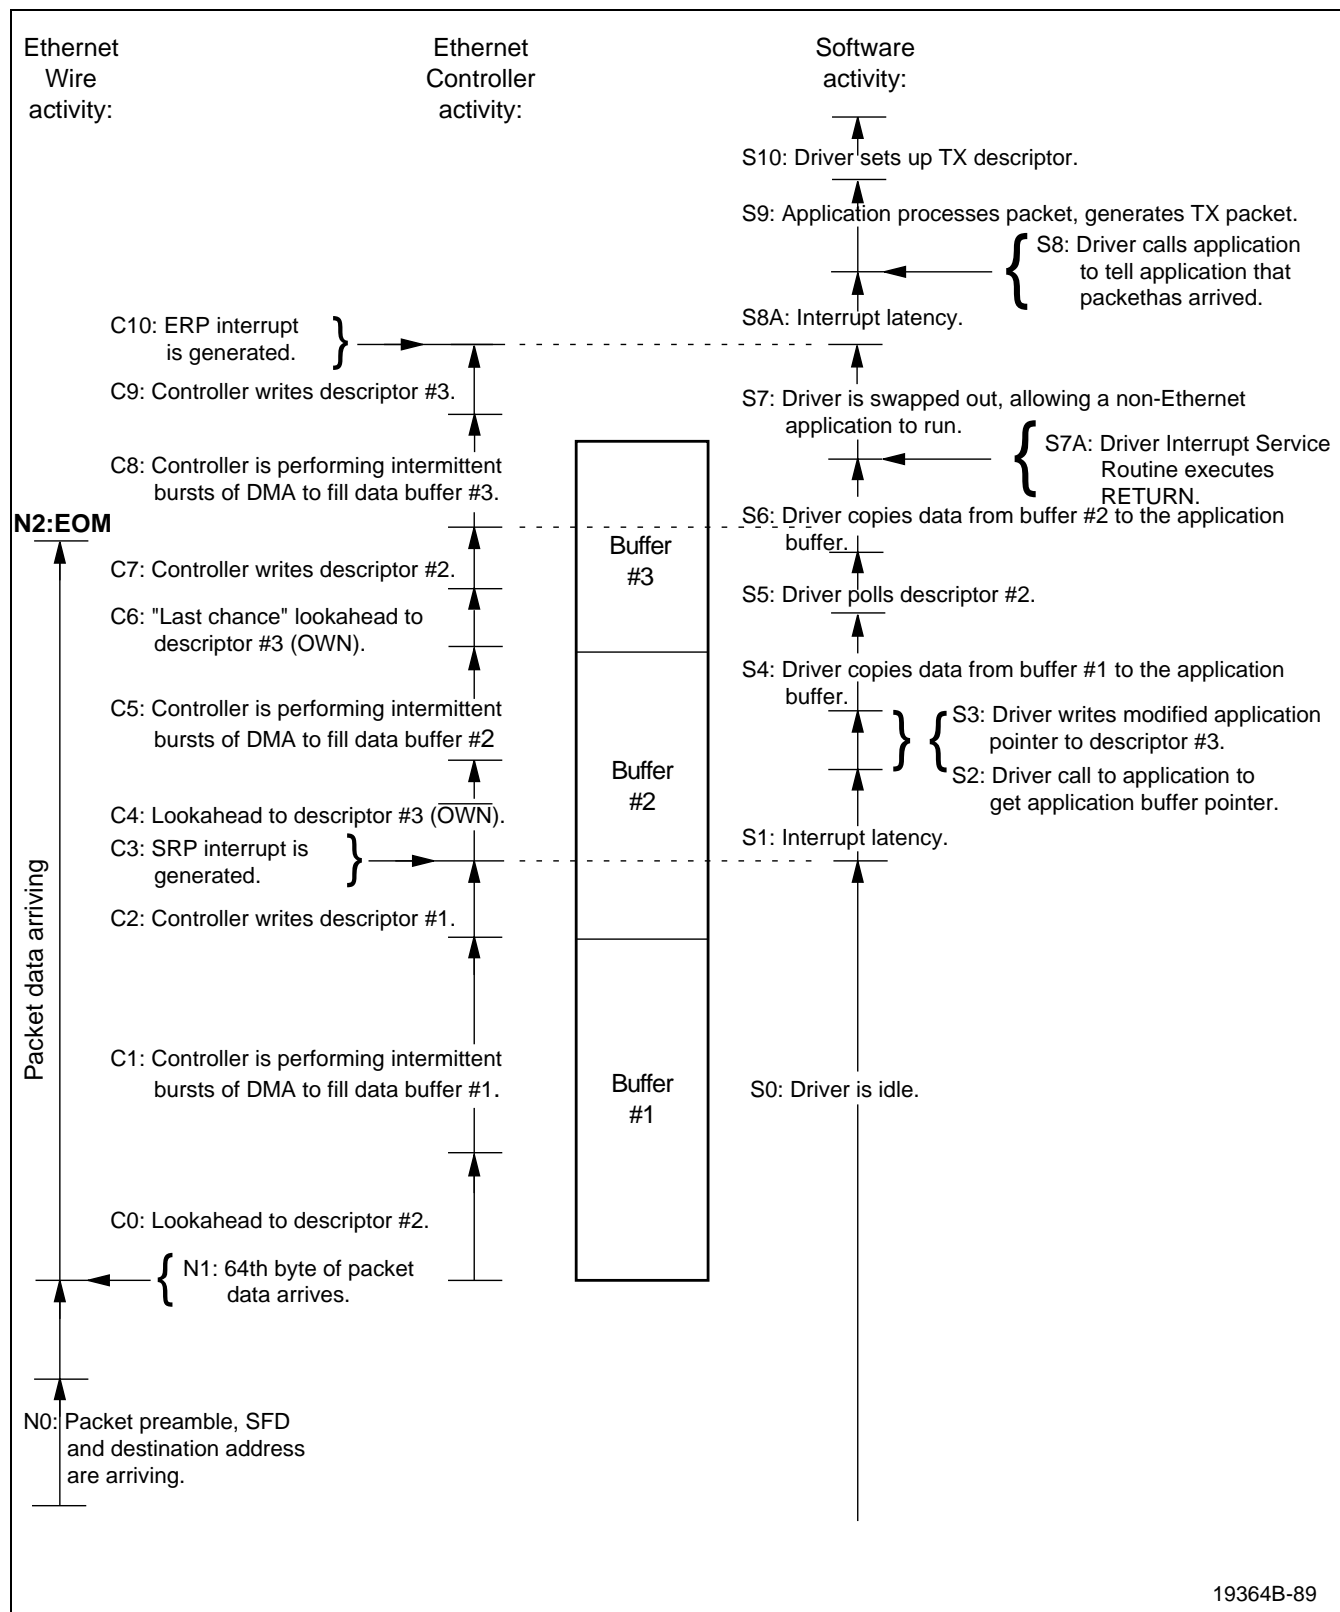 Ethernet
Wire
activity:
Ethernet
Controller
activity:
Software
activity:
S10: Driver sets up TX descriptor.
S9: Application processes packet, generates TX packet.
S8: Driver calls application
to tell application that
packethas arrived.
S8A: Interrupt latency.
C10: ERP interrupt
is generated.
C9: Controller writes descriptor #3.
S7: Driver is swapped out, allowing a non-Ethernet
application to run.
S7A: Driver Interrupt Service
Routine executes
RETURN.
C8: Controller is performing intermittent
bursts of DMA to fill data buffer #3.
N2:EOM
S6: Driver copies data from buffer #2 to the application
buffer.
Buffer
#3
C7: Controller writes descriptor #2.
S5: Driver polls descriptor #2.
C6: "Last chance" lookahead to
descriptor #3 (OWN).
S4: Driver copies data from buffer #1 to the application
buffer.
C5: Controller is performing intermittent
bursts of DMA to fill data buffer #2
S3: Driver writes modified application
pointer to descriptor #3.
S2: Driver call to application to
get application buffer pointer.
Buffer
#2
C4: Lookahead to descriptor #3 (O̅W̅N̅).
S1: Interrupt latency.
C3: SRP interrupt is
generated.
C2: Controller writes descriptor #1.
Packet data arriving
C1: Controller is performing intermittent
bursts of DMA to fill data buffer #1.
Buffer
#1
S0: Driver is idle.
C0: Lookahead to descriptor #2.
N1: 64th byte of packet
data arrives.
N0: Packet preamble, SFD
and destination address
are arriving.
19364B-89